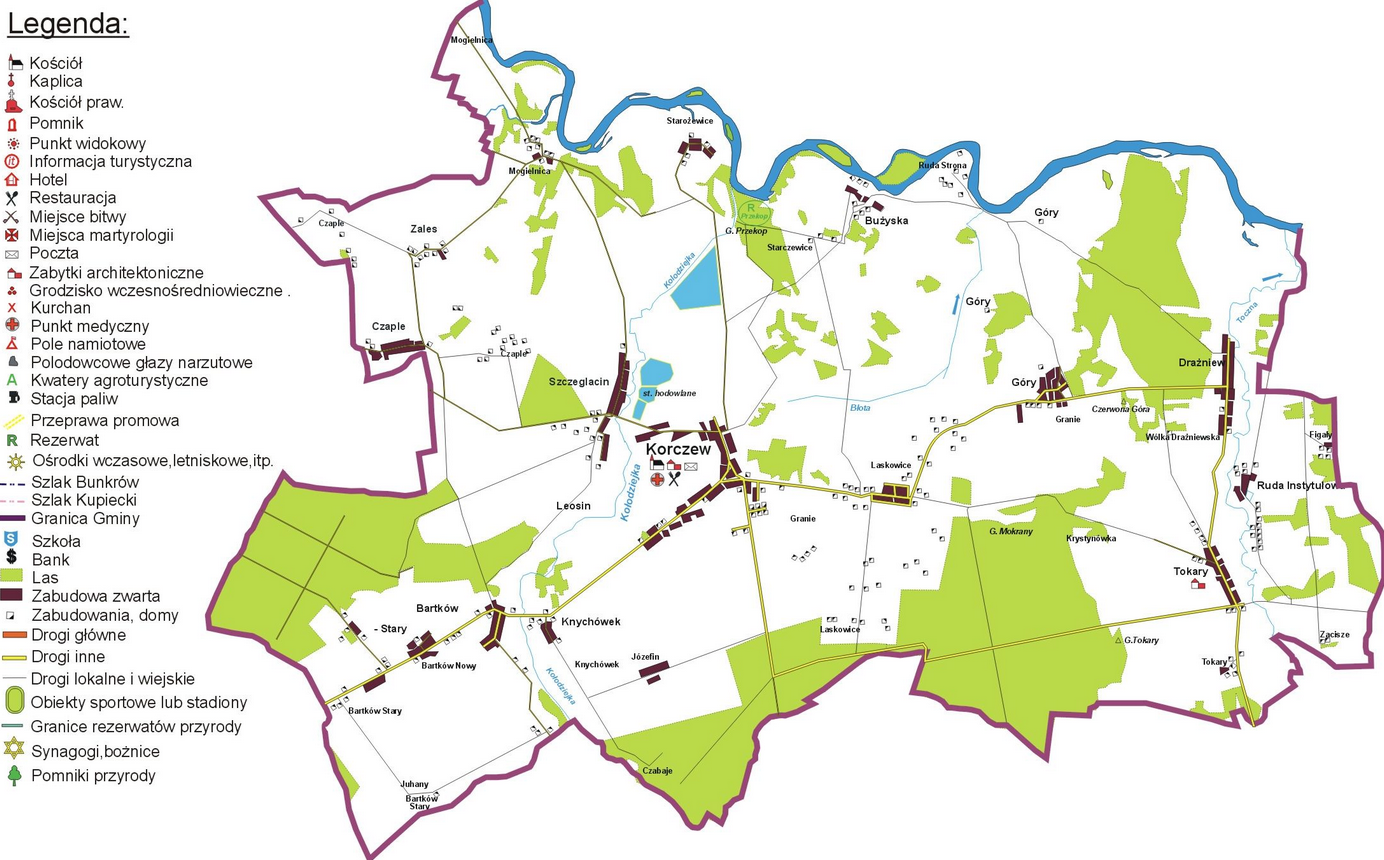 Legenda:
Kościół
Kaplica
Kościół praw.
Pomnik
Punkt widokowy
it Informacja turystyczna
Hotel
Restauracja
Miejsce bitwy
Miejsca martyrologii
Poczta
Zabytki architektoniczne
Grodzisko wczesnośredniowieczne .
X Kurchan
Punkt medyczny
Pole namiotowe
Polodowcowe głazy narzutowe
A Kwatery agroturystyczne
Stacja paliw
Przeprawa promowa
R Rezerwat
Ośrodki wczasowe,letniskowe,itp.
Szlak Bunkrów
Szlak Kupiecki
Granica Gminy
S Szkoła
$ Bank
Las
Zabudowa zwarta
Zabudowania, domy
Drogi główne
Drogi inne
Drogi lokalne i wiejskie
Obiekty sportowe lub stadiony
Granice rezerwatów przyrody
Synagogi,bożnice
Pomniki przyrody
Mogielnica
Mogielnica
Starożewice
Ruda Strona
Bużyska
Góry
R
Przekop
G. Przekop
Starczewice
Czaple
Zales
Kołodziejka
Góry
Toczna
Czaple
Czaple
Szczeglacin
st. hodowlane
Błota
Góry
Granie
Czerwona Góra
Drażniew
Wólka Drażniewska
Figały
Korczew
Laskowice
Ruda Instytutow
Leosin
Kołodziejka
Granie
G. Mokrany
Krystynówka
Tokary
Bartków
- Stary
Bartków Nowy
Knychówek
Knychówek
Józefin
Laskowice
G.Tokary
Zacisze
Tokary
Kołodziejka
Bartków Stary
Czabaje
Juhany
Bartków
Stary